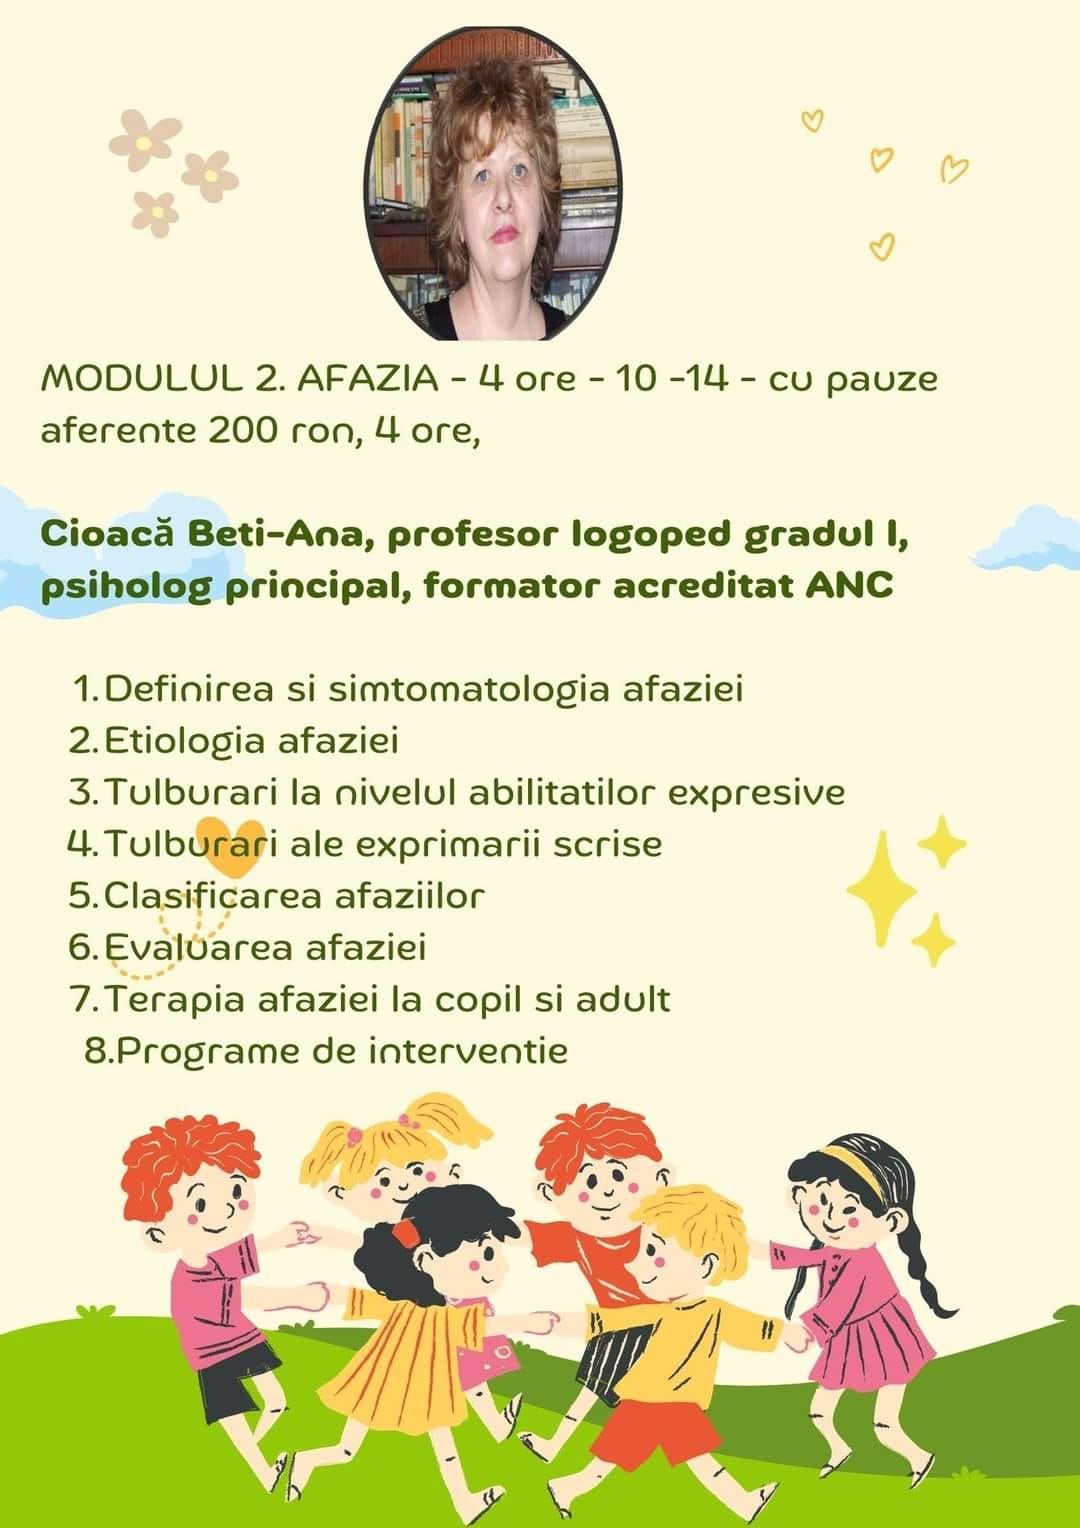 MODULUL 2. AFAZIA - 4 ore - 10 -14 - cu pauze
aferente 200 ron, 4 ore,
Cioacă Beti-Ana, profesor logoped gradul I,
psiholog principal, formator acreditat ANC
1. Definirea si simtomatologia afaziei
2. Etiologia afaziei
3. Tulburari la nivelul abilitatilor expresive
4. Tulburari ale exprimarii scrise
5. Clasificarea afaziilor
6. Evaluarea afaziei
7. Terapia afaziei la copil si adult
8.Programe de interventie